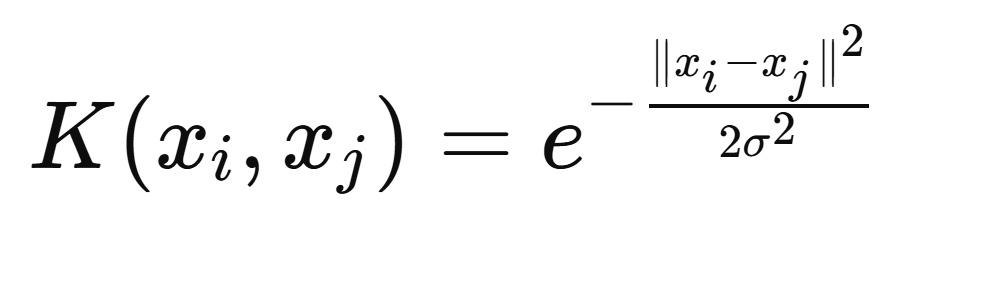 K(x_i, x_j) = e^{-\frac{\|x_i - x_j\|^2}{2\sigma^2}}